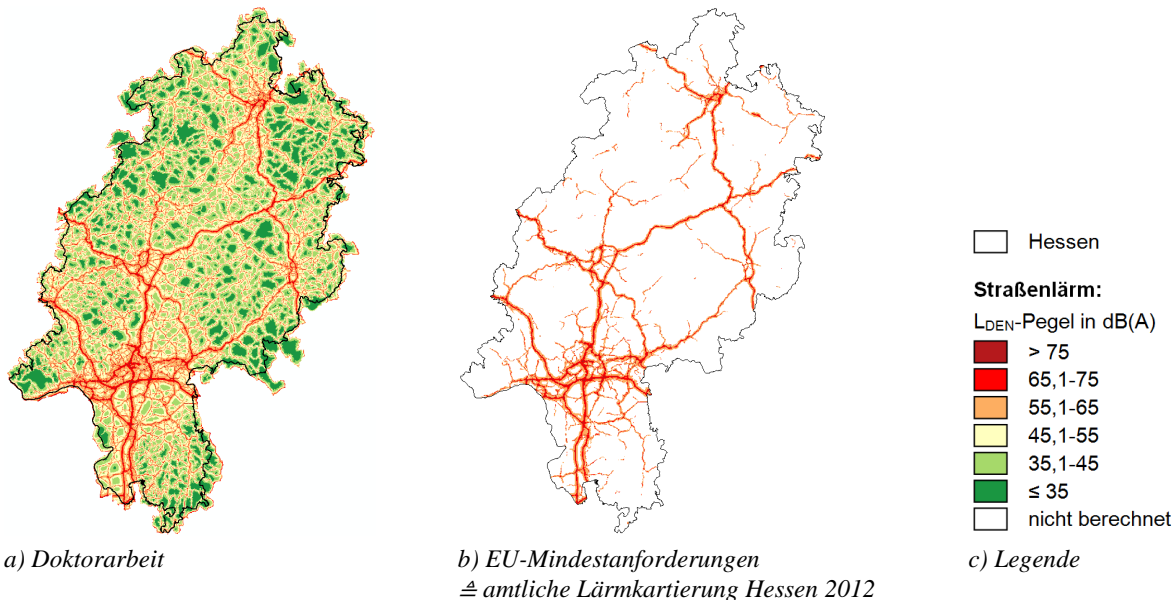 Hessen
Straßenlärm:
LDEN-Pegel in dB(A)
> 75
65,1-75
55,1-65
45,1-55
35,1-45
≤ 35
nicht berechnet
a) Doktorarbeit
b) EU-Mindestanforderungen
≙ amtliche Lärmkartierung Hessen 2012
c) Legende